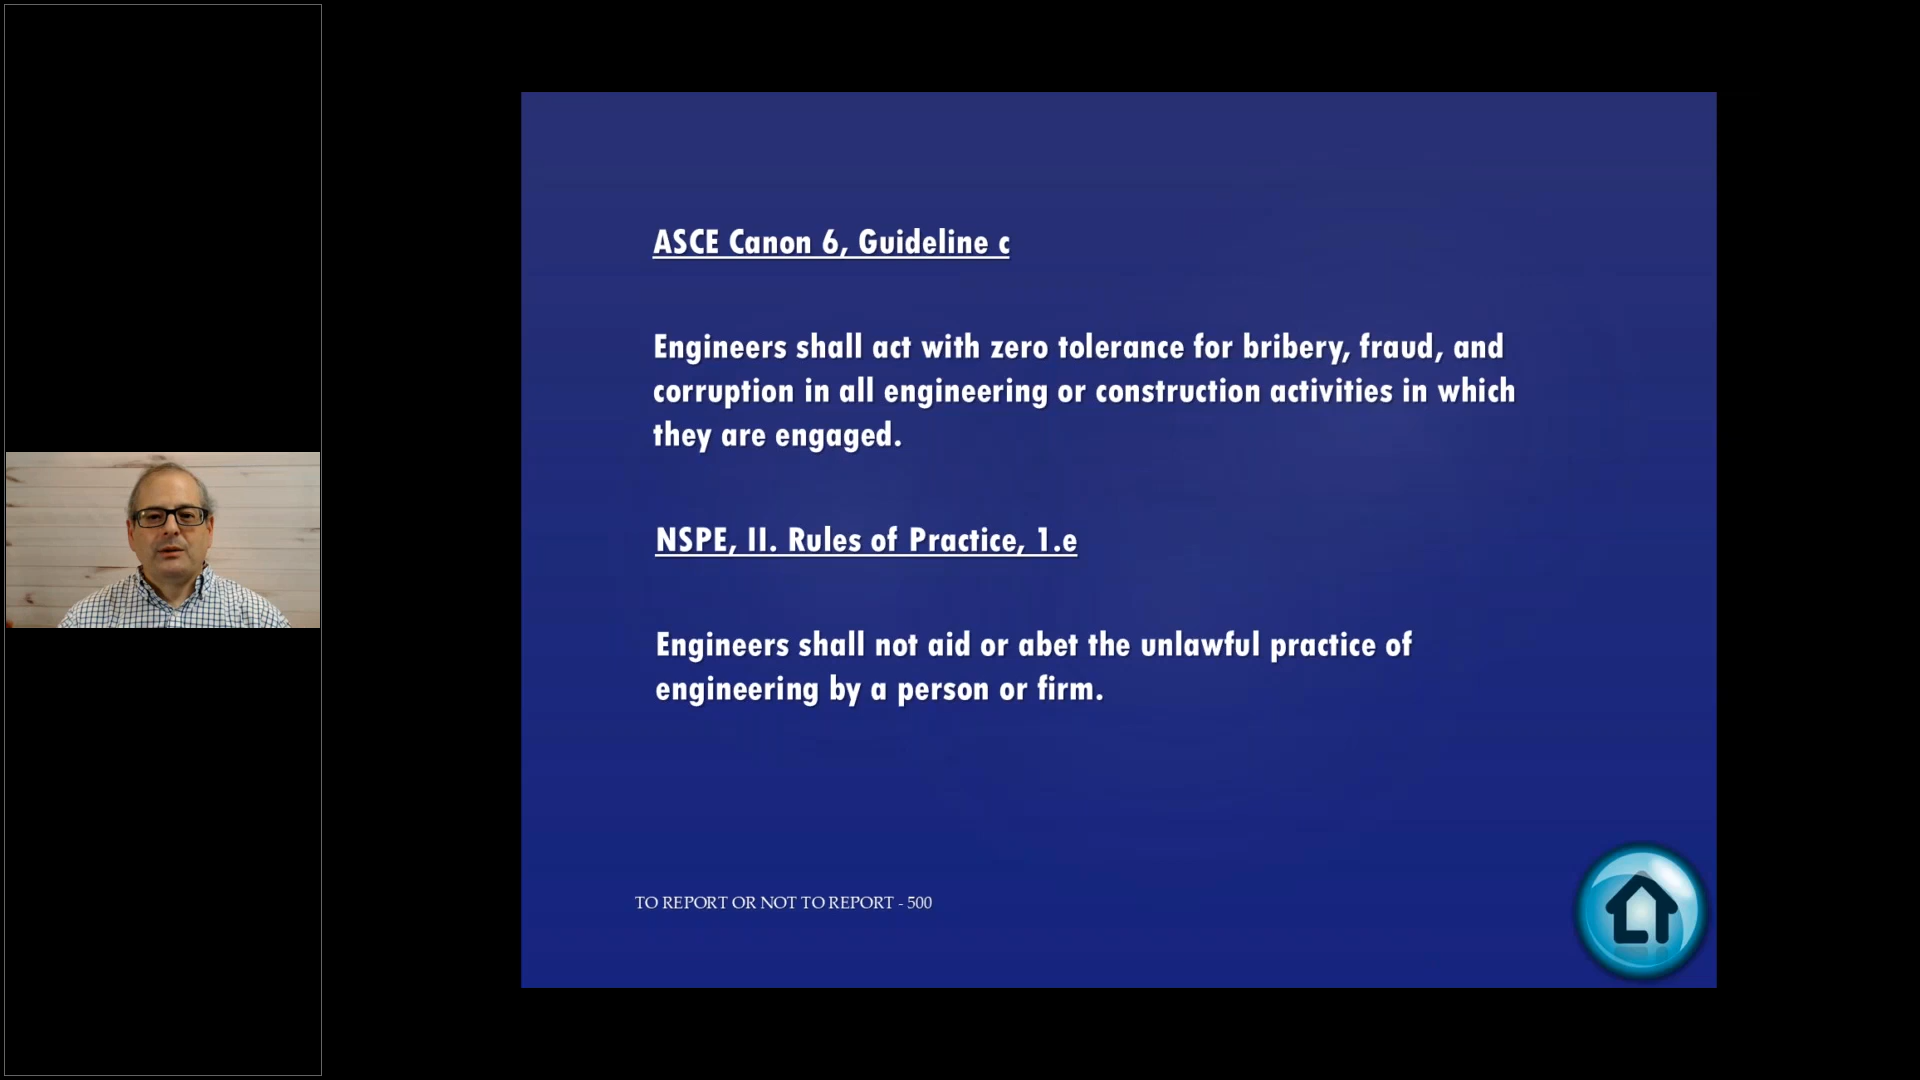 ASCE Canon 6, Guideline c
Engineers shall act with zero tolerance for bribery, fraud, and
corruption in all engineering or construction activities in which
they are engaged.
NSPE, II. Rules of Practice, 1.e
Engineers shall not aid or abet the unlawful practice of
engineering by a person or firm.
TO REPORT OR NOT TO REPORT - 500